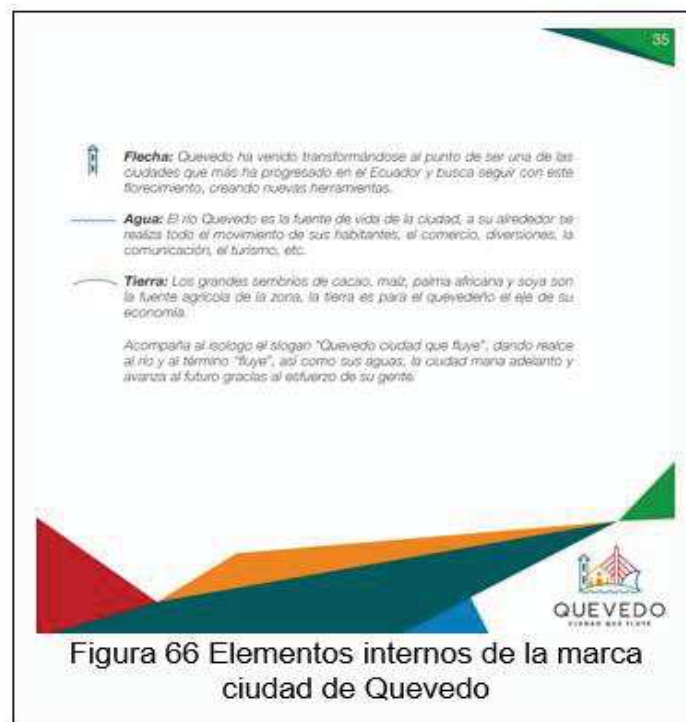 35
Flecha: Quevedo ha venido transformándose al punto de ser una de las
ciudades que más ha progresado en el Ecuador y busca seguir con este
florecimiento, creando nuevas herramientas.
Agua: El río Quevedo es la fuente de vida de la ciudad, a su alrededor se
realiza todo el movimiento de sus habitantes, el comercio, diversiones, la
comunicación, el turismo, etc.
Tierra: Los grandes sembríos de cacao, maíz, palma africana y soya son
la fuente agrícola de la zona, la tierra es para el quevedeño el eje de su
economía.
Acompaña al isologo el slogan "Quevedo ciudad que fluye", dando realce
al río y al término "fluye", así como sus aguas, la ciudad mana adelanto y
avanza al futuro gracias al esfuerzo de su gente.
QUEVEDO
CIUDAD QUE FLUYE
Figura 66 Elementos internos de la marca
ciudad de Quevedo